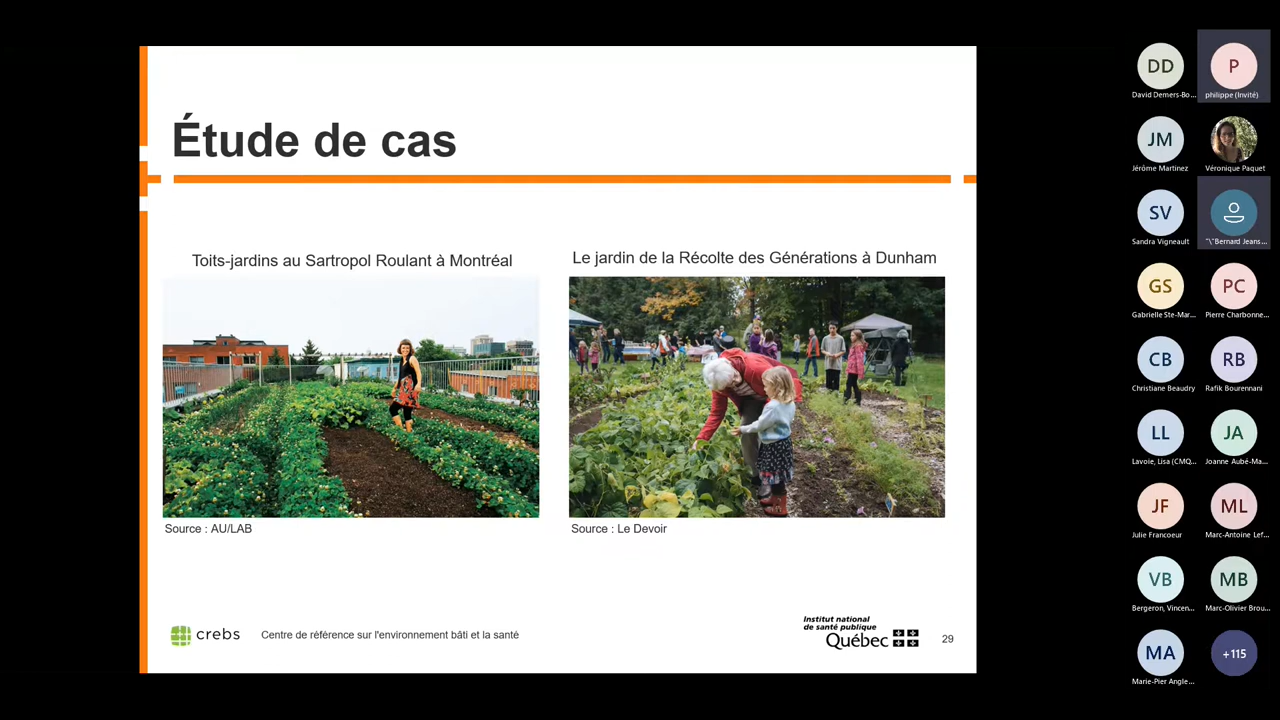 Étude de cas
Toits-jardins au Sartropol Roulant à Montréal
Le jardin de la Récolte des Générations à Dunham
Source : AU/LAB
Source : Le Devoir
crebs
Centre de référence sur l'environnement bâti et la santé
Institut national
de santé publique
Québec
29
DD
David Demers-Bo...
P
philippe (Invité)
JM
Jérôme Martinez
Véronique Paquet
SV
Sandra Vigneault
"\"Bernard Jeans...
GS
Gabrielle Ste-Mar...
PC
Pierre Charbonne...
CB
Christiane Beaudry
RB
Rafik Bourennani
LL
Lavoie, Lisa (CMQ...
JA
Joanne Aubé-Ma...
JF
Julie Francoeur
ML
Marc-Antoine Lef...
VB
Bergeron, Vincen...
MB
Marc-Olivier Brou...
MA
Marie-Pier Angle...
+115